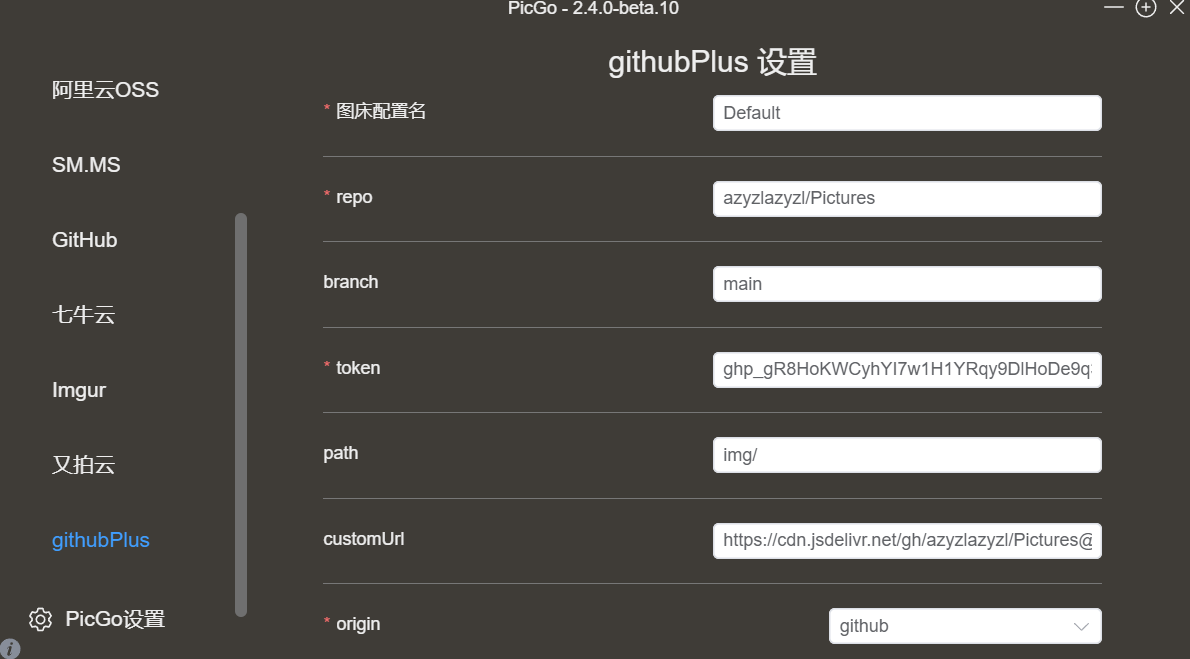 PicGo - 2.4.0-beta.10
阿里云OSS
SM.MS
GitHub
七牛云
Imgur
又拍云
githubPlus
PicGo设置
githubPlus 设置
* 图床配置名
Default
* repo
azyzlazyzl/Pictures
branch
main
* token
path
img/
customUrl
https://cdn.jsdelivr.net/gh/azyzlazyzl/Pictures@
* origin
github